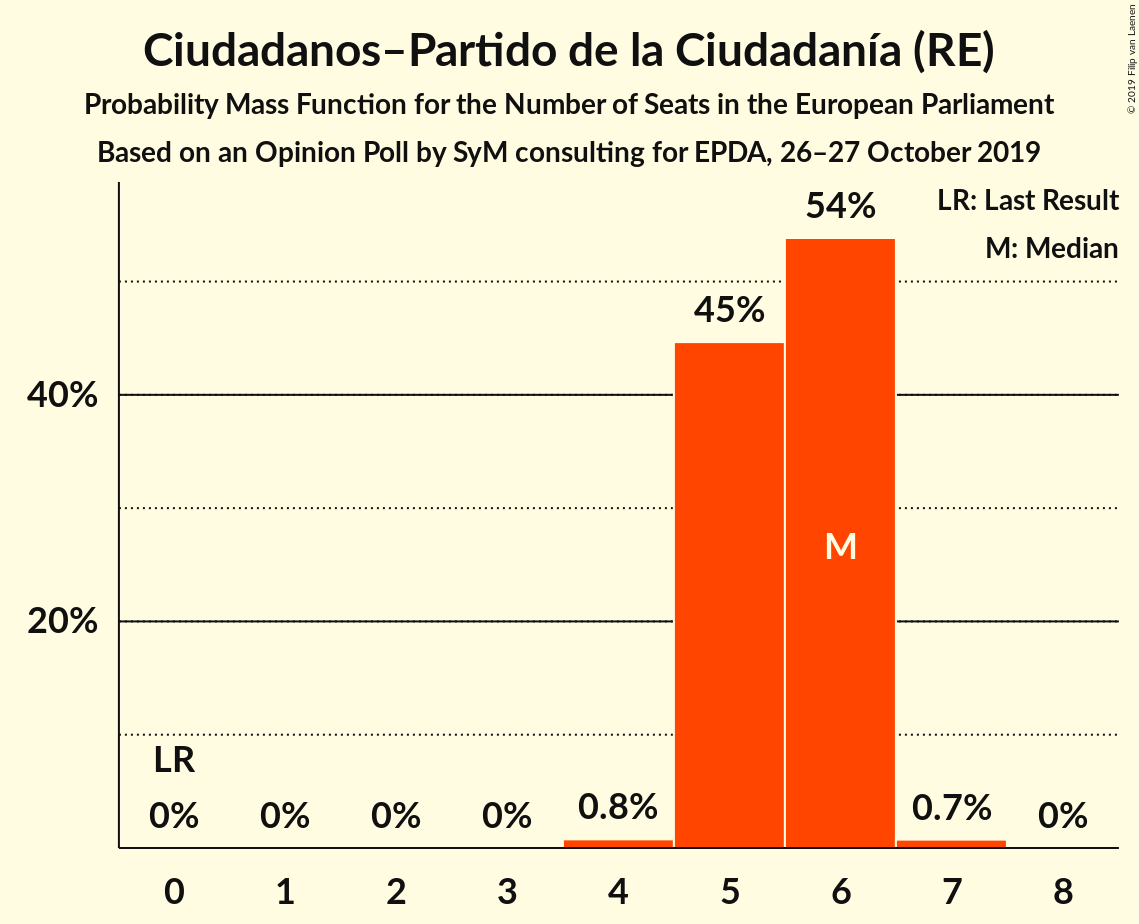 Ciudadanos–Partido de la Ciudadanía (RE)
Probability Mass Function for the Number of Seats in the European Parliament
Based on an Opinion Poll by SyM consulting for EPDA, 26–27 October 2019
© 2019 Filip van Laenen
LR: Last Result
M: Median
54%
45%
40%
M
20%
LR
0% 0% 0% 0% 0.8% 0.7% 0%
0 1 2 3 4 5 6 7 8